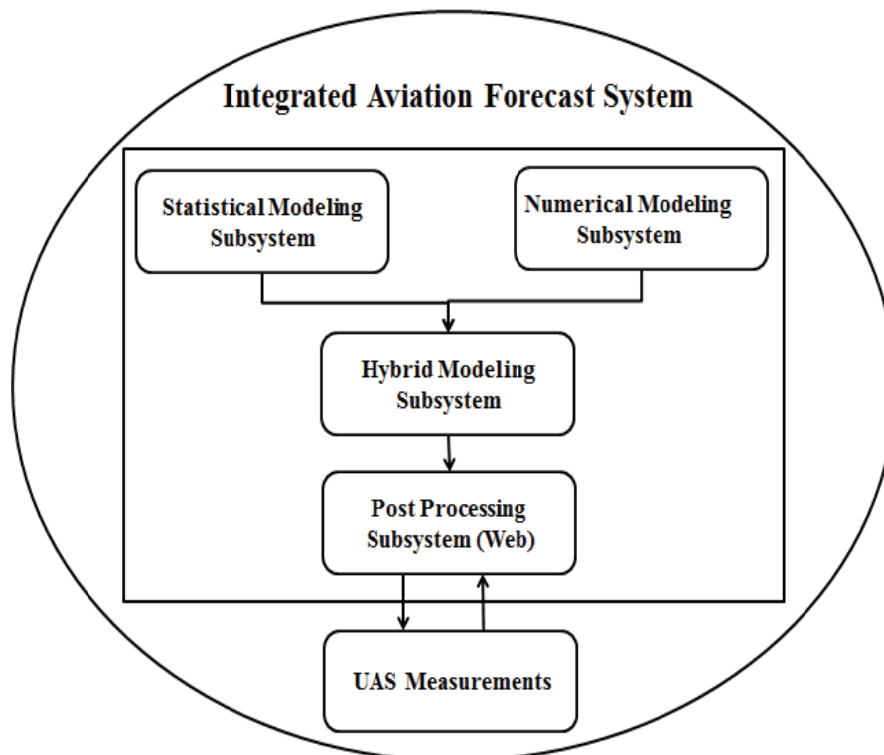 Integrated Aviation Forecast System
Statistical Modeling
Subsystem
Numerical Modeling
Subsystem
Hybrid Modeling
Subsystem
Post Processing
Subsystem (Web)
UAS Measurements